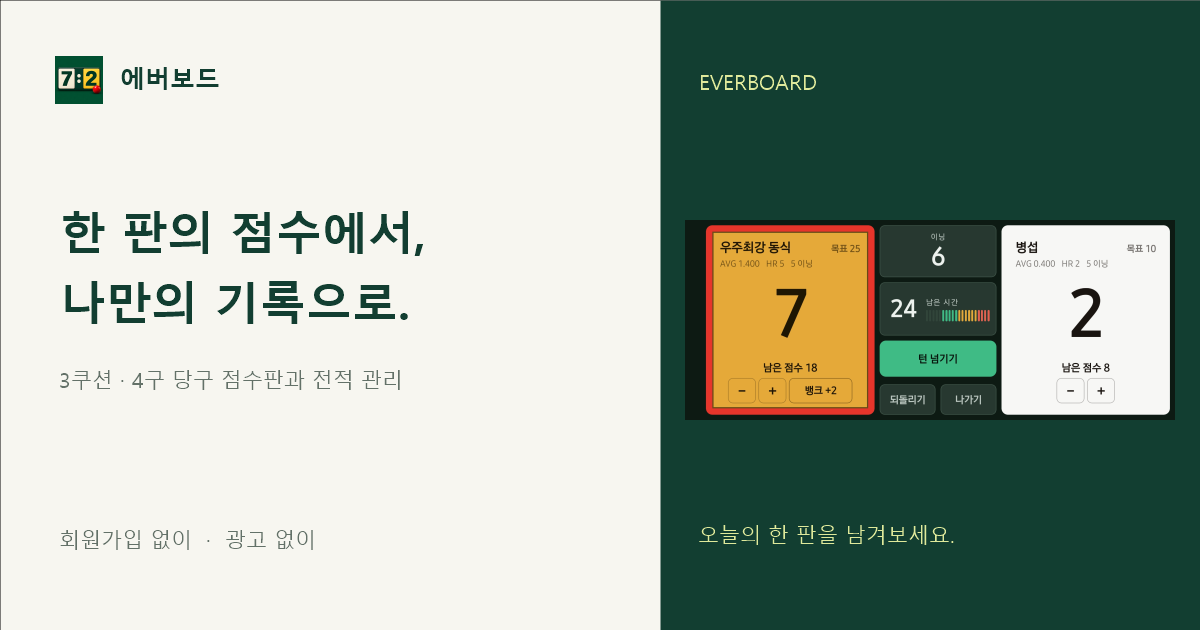 7:2 에버보드
한 판의 점수에서,
나만의 기록으로.
3쿠션 · 4구 당구 점수판과 전적 관리
회원가입 없이 · 광고 없이
EVERBOARD
우주최강 동식 목표 25
AVG 1.400 HR 5 5 이닝
7
남은 점수 18
− + 뱅크 +2
이닝
6
24 남은 시간
턴 넘기기
되돌리기 나가기
병섭 목표 10
AVG 0.400 HR 2 5 이닝
2
남은 점수 8
− +
오늘의 한 판을 남겨보세요.